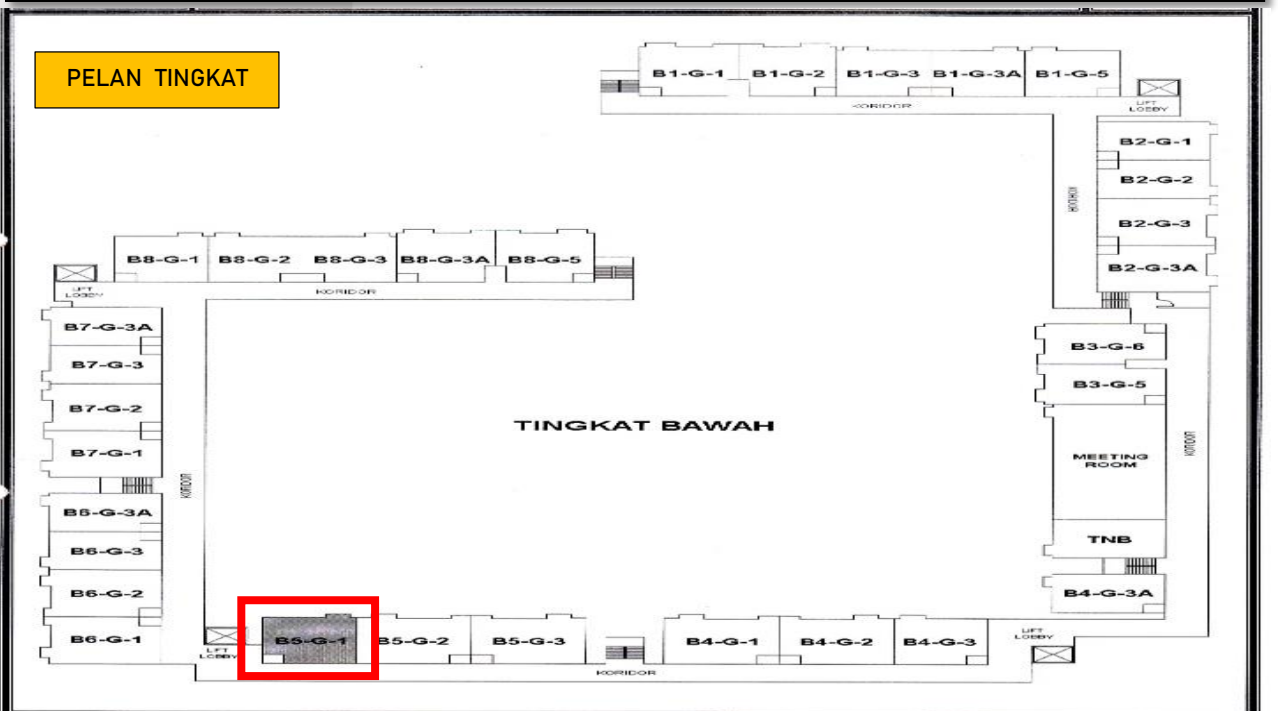 PELAN TINGKAT
B1-G-1 B1-G-2 B1-G-3 B1-G-3A B1-G-5
KORIDOR
LIFT
LOBBY
B2-G-1
B2-G-2
KORIDOR
B2-G-3
B2-G-3A
B8-G-1 B8-G-2 B8-G-3 B8-G-3A B8-G-5
LIFT
LOBBY
KORIDOR
B7-G-3A
B7-G-3
B7-G-2
B7-G-1
KORIDOR
B6-G-3A
B6-G-3
B6-G-2
B6-G-1
TINGKAT BAWAH
B3-G-6
B3-G-5
MEETING
ROOM
KORIDOR
TNB
B4-G-3A
LIFT
LOBBY
LIFT
LOBBY
B5-G-1 B5-G-2 B5-G-3 B4-G-1 B4-G-2 B4-G-3
KORIDOR